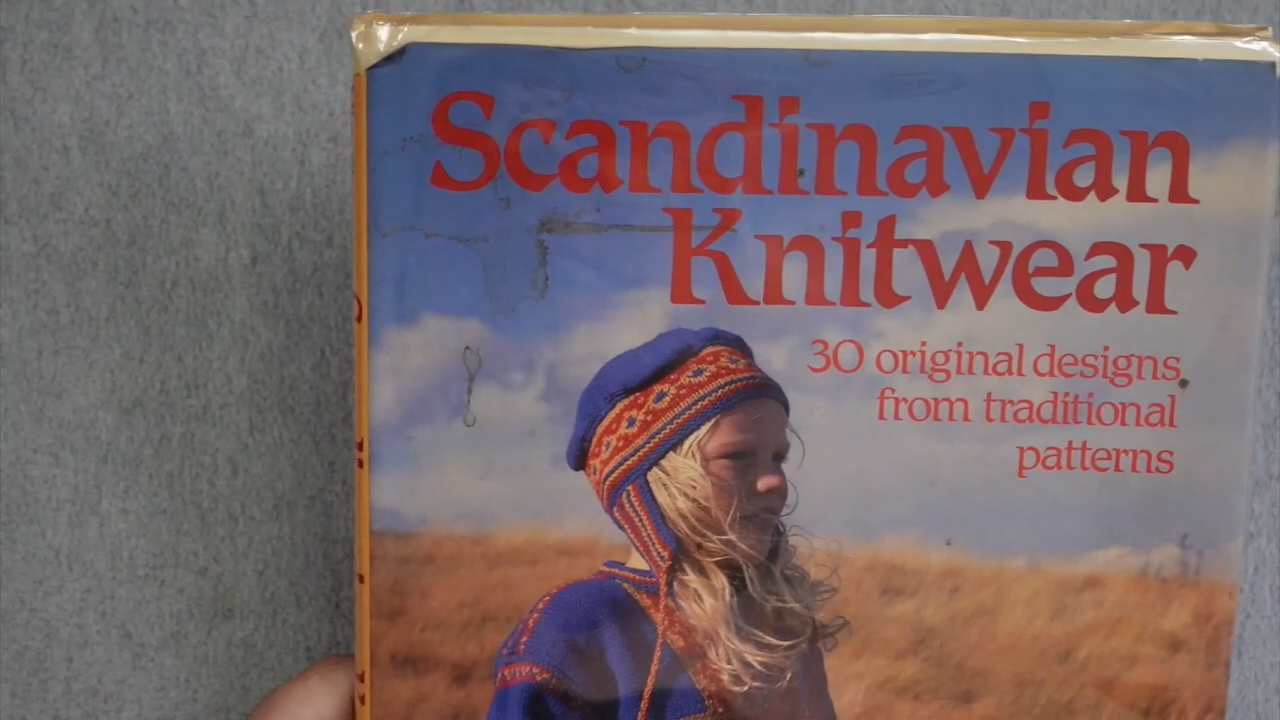 Scandinavian
Knitwear
30 original designs
from traditional
patterns